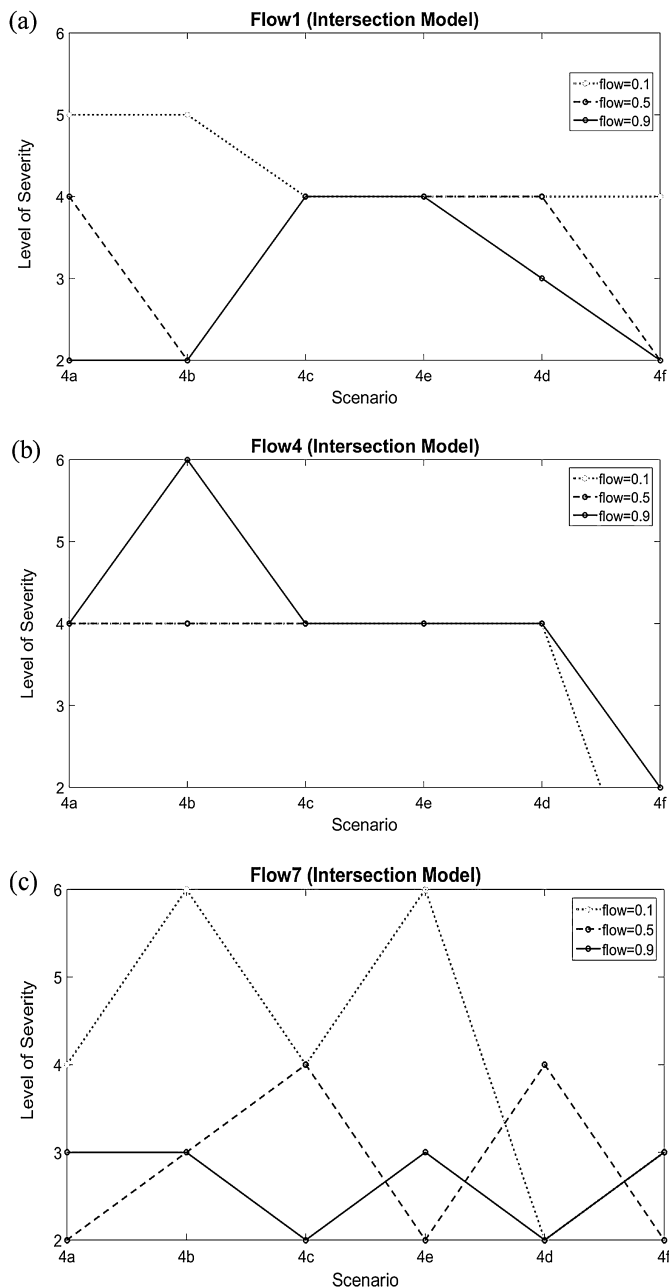 (a)
Flow1 (Intersection Model)
6
5
4
3
2
Level of Severity
flow=0.1
flow=0.5
flow=0.9
4a 4b 4c 4e 4d 4f
Scenario
(b)
Flow4 (Intersection Model)
6
5
4
3
2
Level of Severity
flow=0.1
flow=0.5
flow=0.9
4a 4b 4c 4e 4d 4f
Scenario
(c)
Flow7 (Intersection Model)
6
5
4
3
2
Level of Severity
flow=0.1
flow=0.5
flow=0.9
4a 4b 4c 4e 4d 4f
Scenario